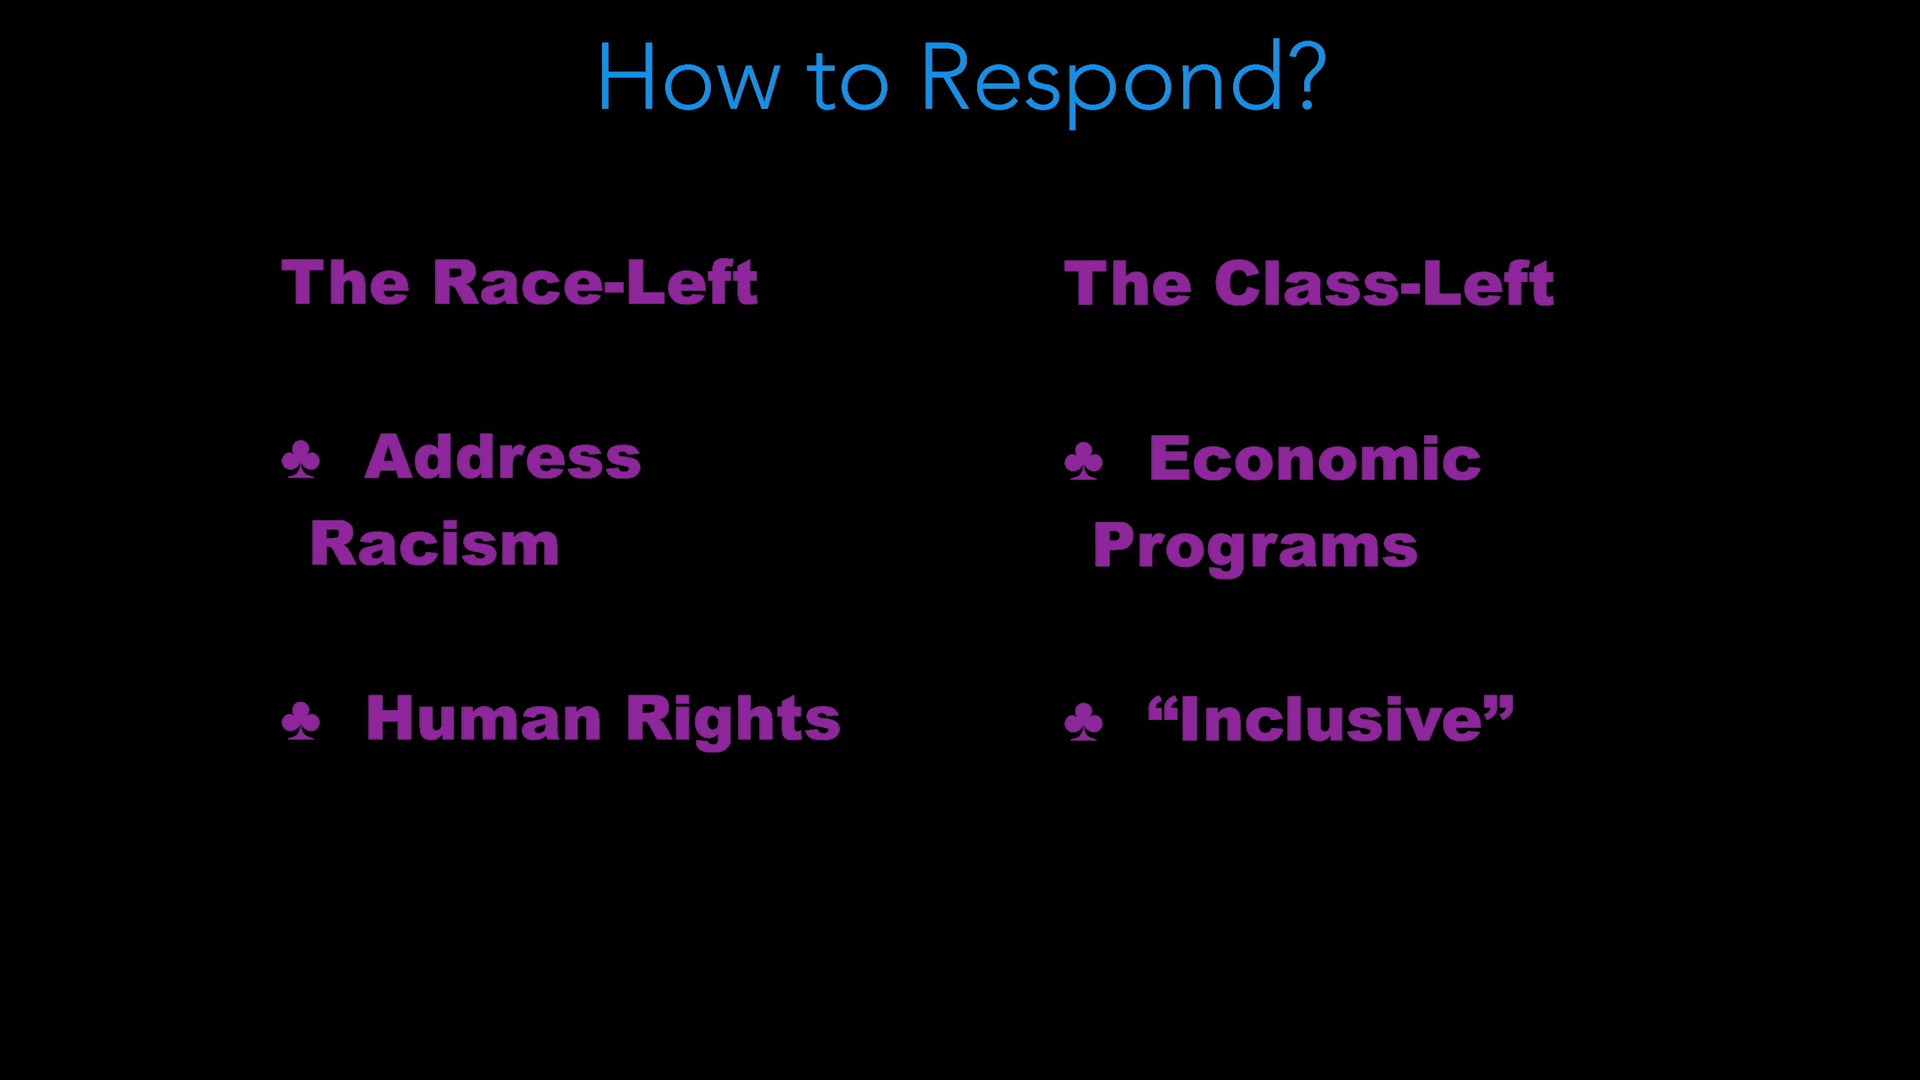 How to Respond?
The Race-Left
♣ Address
Racism
♣ Human Rights
The Class-Left
♣ Economic
Programs
♣ “Inclusive”